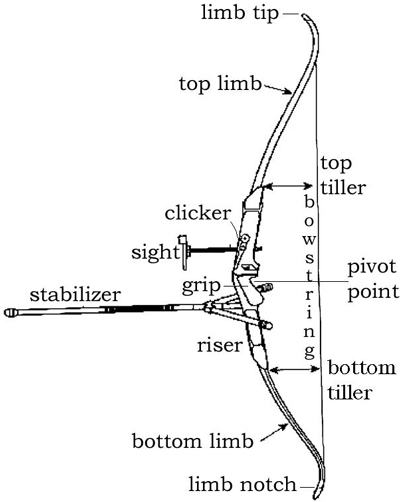 limb tip
top limb
top
tiller
bowstring
clicker
sight
grip
pivot
point
stabilizer
riser
bottom
tiller
bottom limb
limb notch